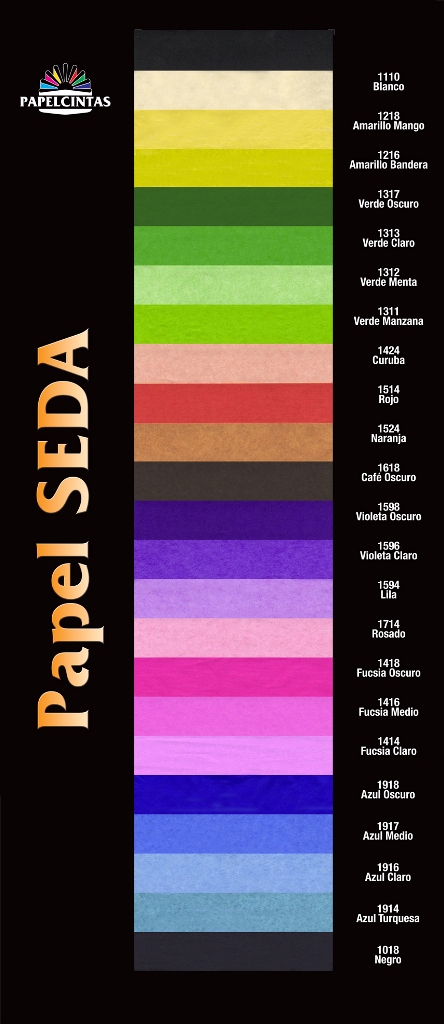 PAPELCINTAS
Papel SEDA
1110
Blanco
1218
Amarillo Mango
1216
Amarillo Bandera
1317
Verde Oscuro
1313
Verde Claro
1312
Verde Menta
1311
Verde Manzana
1424
Curuba
1514
Rojo
1524
Naranja
1618
Café Oscuro
1598
Violeta Oscuro
1596
Violeta Claro
1594
Lila
1714
Rosado
1418
Fucsia Oscuro
1416
Fucsia Medio
1414
Fucsia Claro
1918
Azul Oscuro
1917
Azul Medio
1916
Azul Claro
1914
Azul Turquesa
1018
Negro